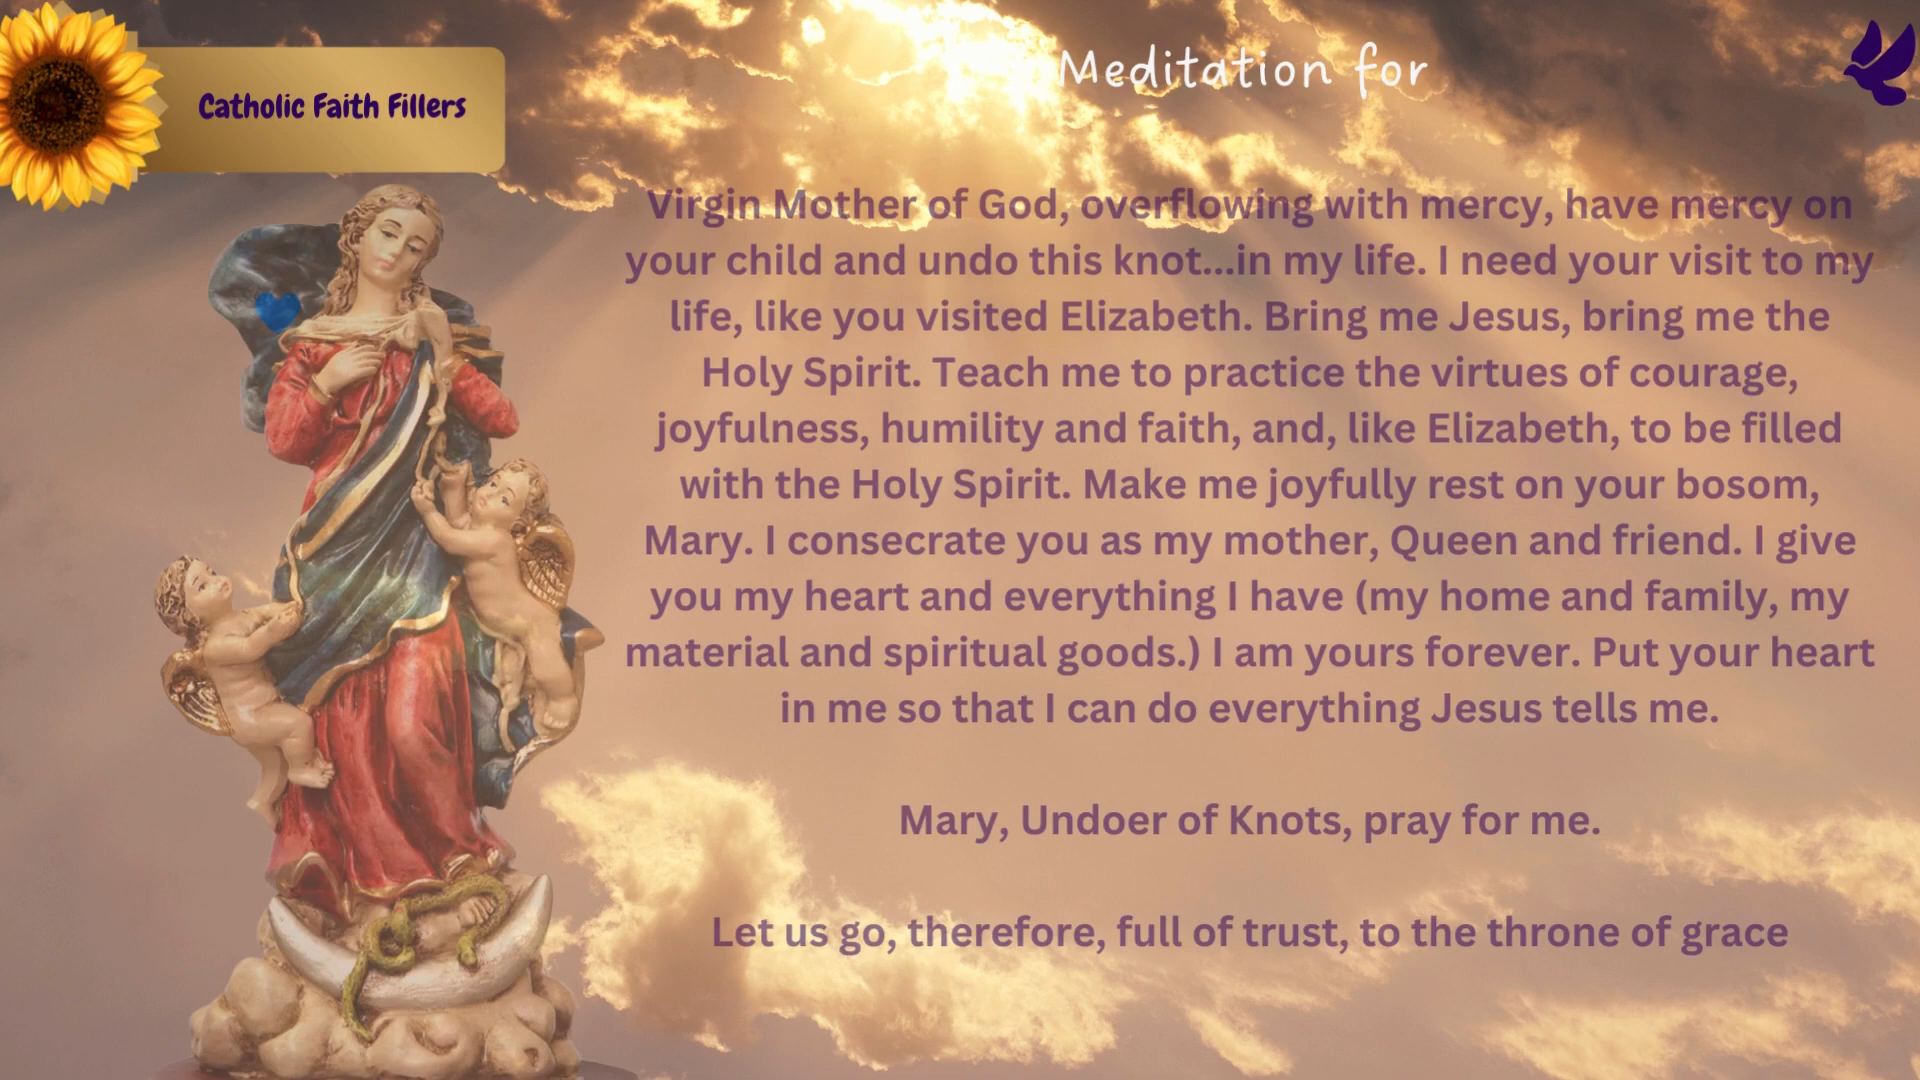 Catholic Faith Fillers
Meditation for
Virgin Mother of God, overflowing with mercy, have mercy on
your child and undo this knot...in my life. I need your visit to my
life, like you visited Elizabeth. Bring me Jesus, bring me the
Holy Spirit. Teach me to practice the virtues of courage,
joyfulness, humility and faith, and, like Elizabeth, to be filled
with the Holy Spirit. Make me joyfully rest on your bosom,
Mary. I consecrate you as my mother, Queen and friend. I give
you my heart and everything I have (my home and family, my
material and spiritual goods.) I am yours forever. Put your heart
in me so that I can do everything Jesus tells me.
Mary, Undoer of Knots, pray for me.
Let us go, therefore, full of trust, to the throne of grace